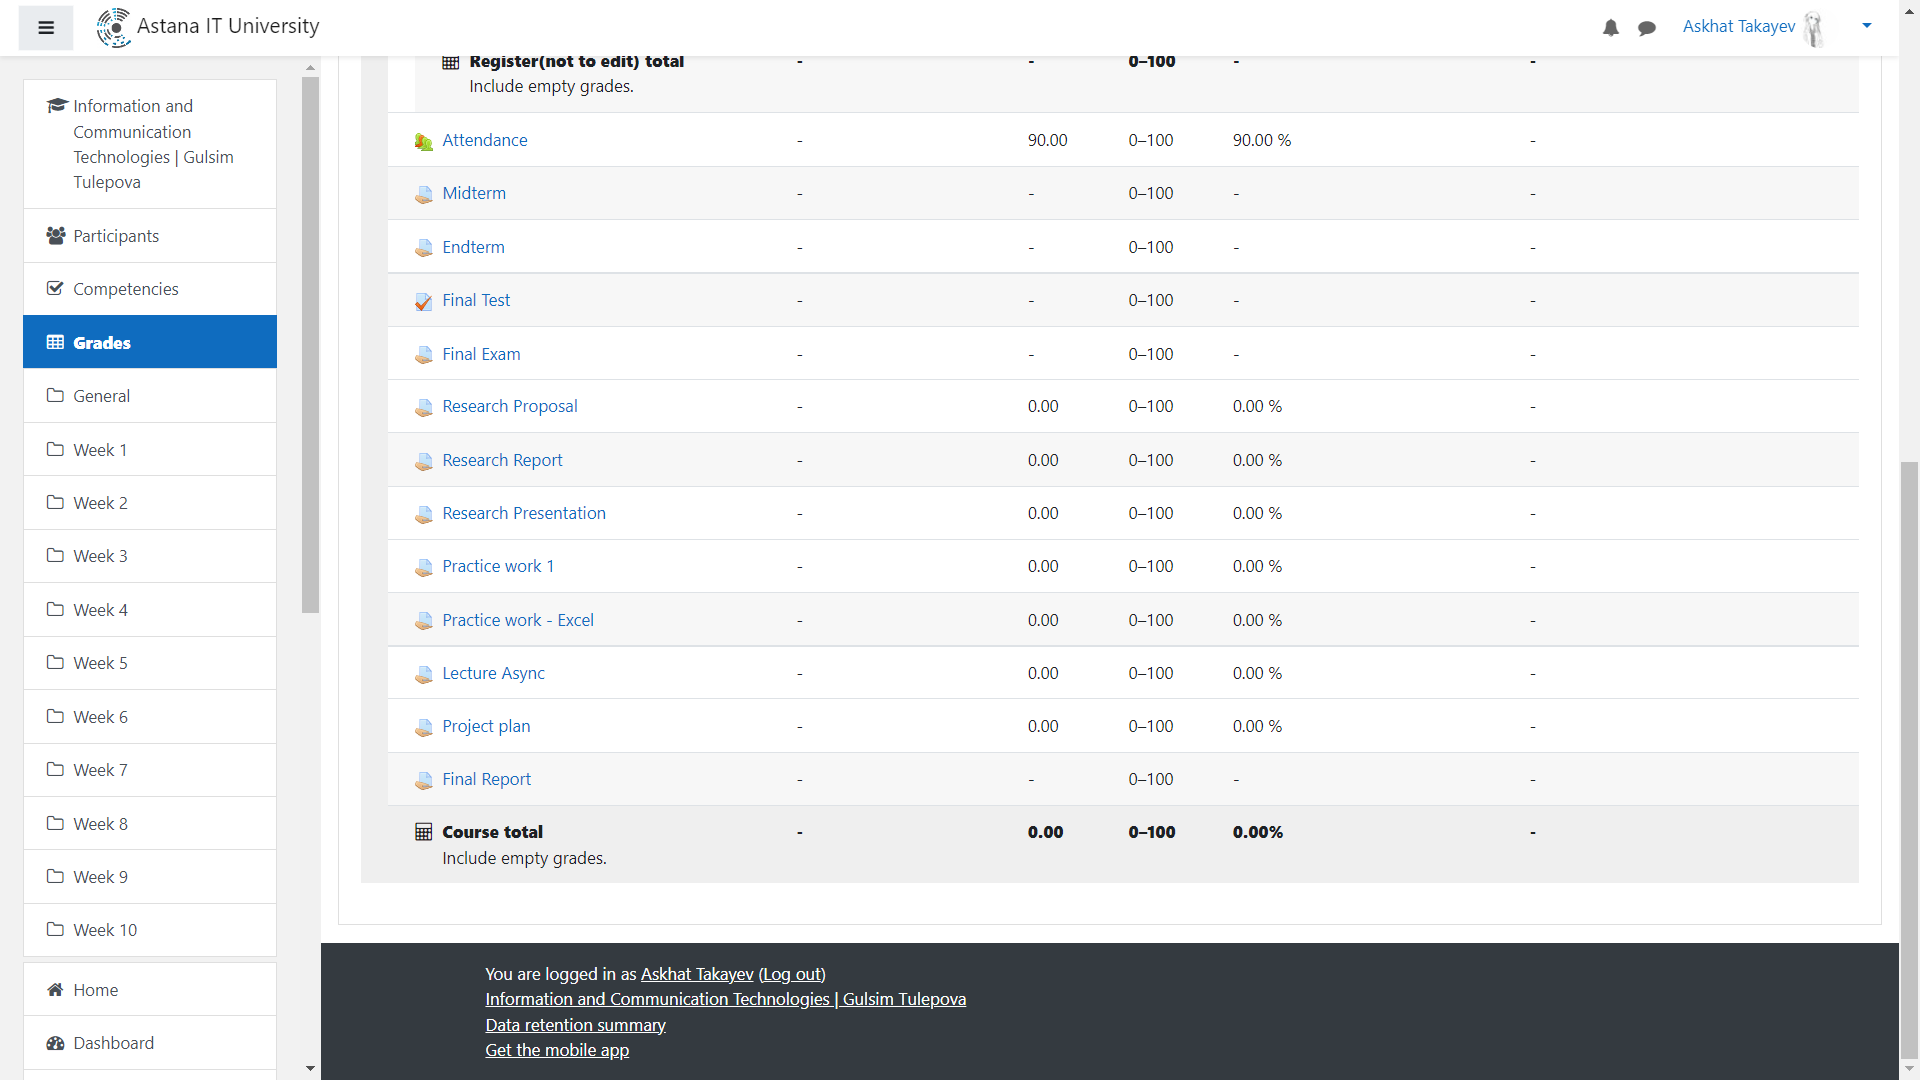 Astana IT University
Askhat Takayev
Information and
Communication
Technologies | Gulsim
Tulepova
Participants
Competencies
Grades
General
Week 1
Week 2
Week 3
Week 4
Week 5
Week 6
Week 7
Week 8
Week 9
Week 10
Home
Dashboard
Register(not to edit) total - - 0–100 - -
Include empty grades.
Attendance - 90.00 0–100 90.00 % -
Midterm - - 0–100 - -
Endterm - - 0–100 - -
Final Test - - 0–100 - -
Final Exam - - 0–100 - -
Research Proposal - 0.00 0–100 0.00 % -
Research Report - 0.00 0–100 0.00 % -
Research Presentation - 0.00 0–100 0.00 % -
Practice work 1 - 0.00 0–100 0.00 % -
Practice work - Excel - 0.00 0–100 0.00 % -
Lecture Async - 0.00 0–100 0.00 % -
Project plan - 0.00 0–100 0.00 % -
Final Report - - 0–100 - -
Course total - 0.00 0–100 0.00% -
Include empty grades.
You are logged in as Askhat Takayev (Log out)
Information and Communication Technologies | Gulsim Tulepova
Data retention summary
Get the mobile app